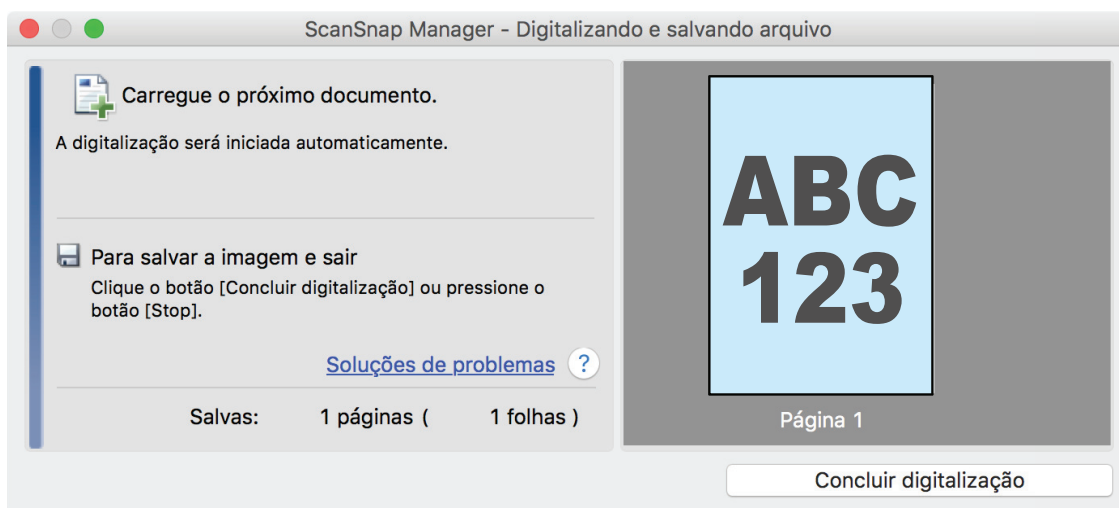 ScanSnap Manager - Digitalizando e salvando arquivo
Carregue o próximo documento.
A digitalização será iniciada automaticamente.
Para salvar a imagem e sair
Clique o botão [Concluir digitalização] ou pressione o
botão [Stop].
Soluções de problemas ?
Salvas: 1 páginas ( 1 folhas )
ABC
123
Página 1
Concluir digitalização